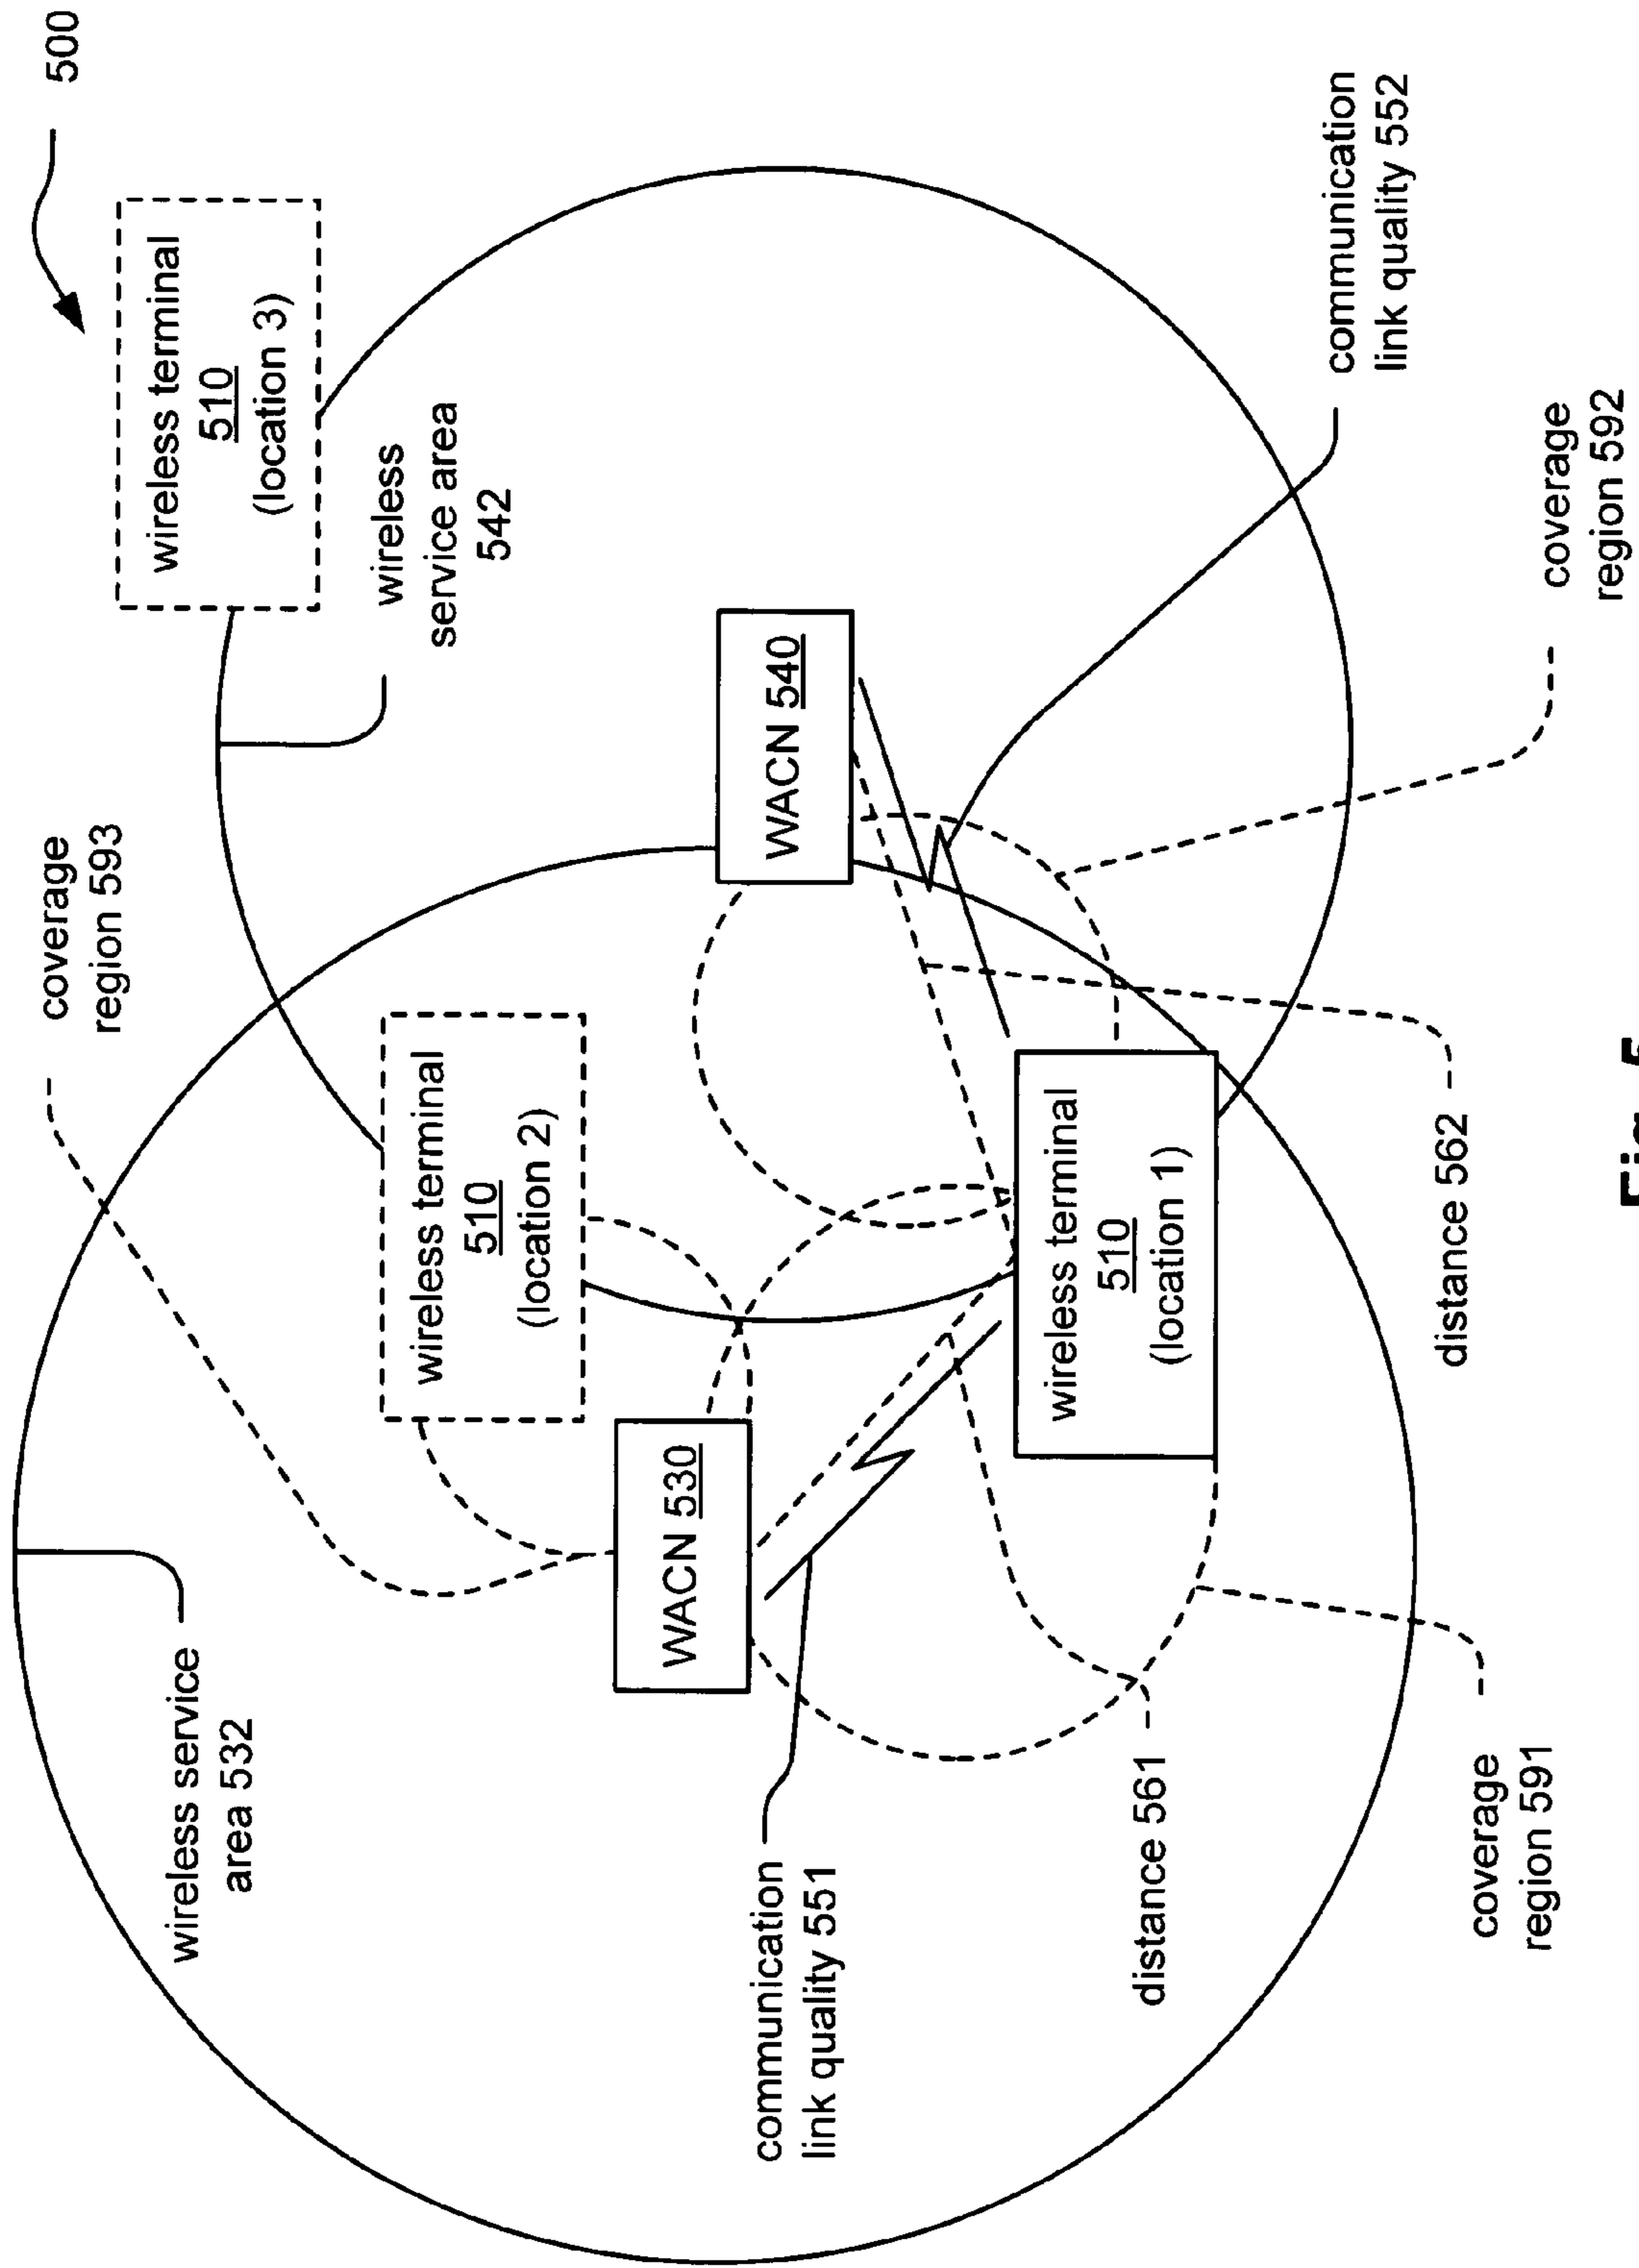 500
wireless terminal
510
(location 3)
wireless
service area
542
coverage
region 593
wireless service
area 532
wireless terminal
510
(location 2)
WACN 540
WACN 530
communication
link quality 551
wireless terminal
510
(location 1)
communication
link quality 552
coverage
region 592
distance 561
distance 562
coverage
region 591